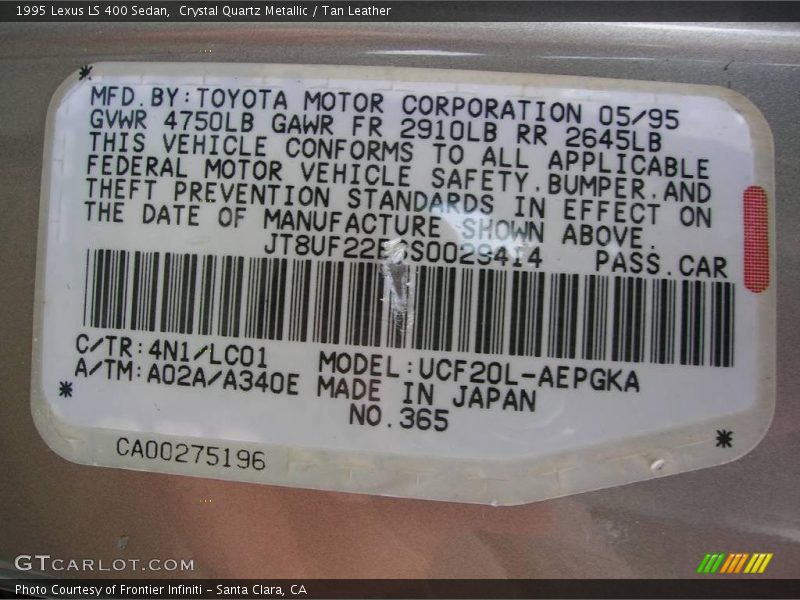 1995 Lexus LS 400 Sedan,  Crystal Quartz Metallic / Tan Leather
MFD.BY:TOYOTA MOTOR CORPORATION 05/95
GVWR 4750LB GAWR FR 2910LB RR 2645LB
THIS VEHICLE CONFORMS TO ALL APPLICABLE
FEDERAL MOTOR VEHICLE SAFETY.BUMPER.AND
THEFT PREVENTION STANDARDS IN EFFECT ON
THE DATE OF MANUFACTURE SHOWN ABOVE.
PASS.CAR
C/TR:4N1/LC01 MODEL:UCF20L-AEPGKA
A/TM:A02A/A340E MADE IN JAPAN
NO.365
CA00275196
GTCARLOT.COM
Photo Courtesy of Frontier Infiniti - Santa Clara, CA